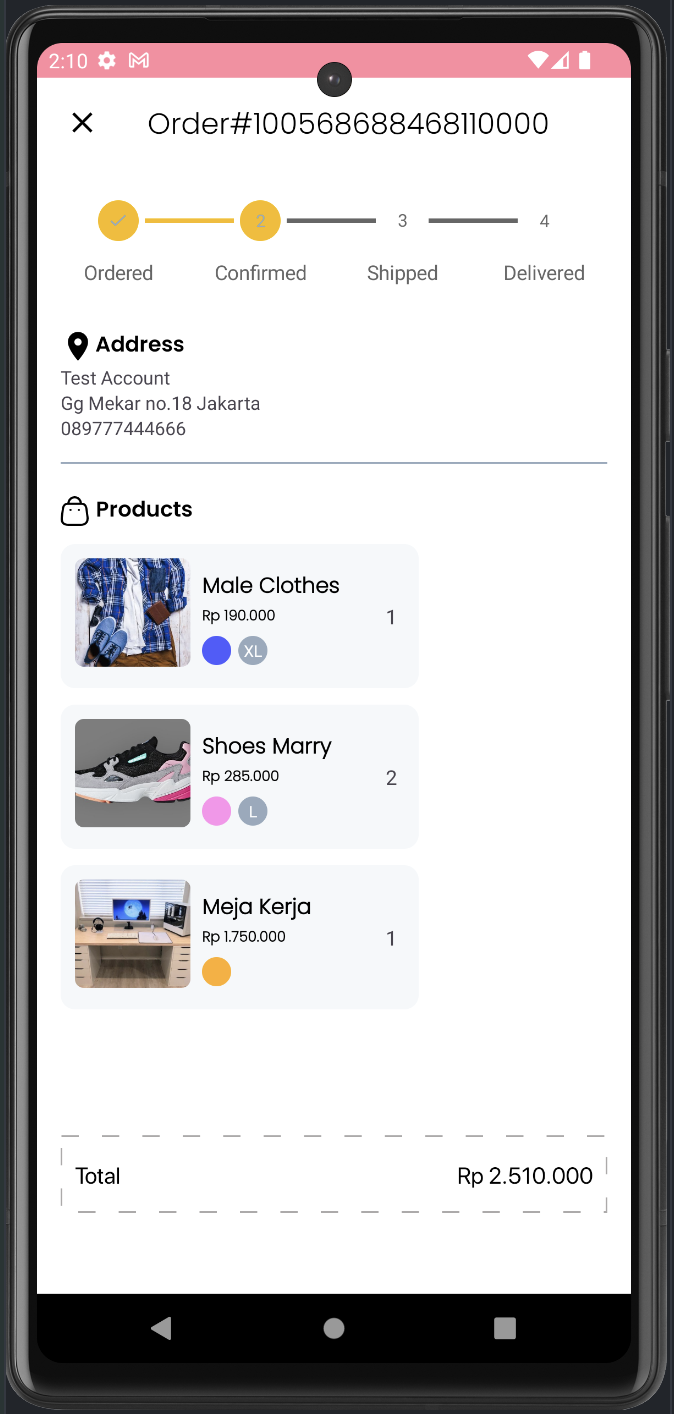 2:10
Order#100568688468110000
2 3 4
Ordered Confirmed Shipped Delivered
Address
Test Account
Gg Mekar no.18 Jakarta
089777444666
Products
Male Clothes
Rp 190.000
1
XL
Shoes Marry
Rp 285.000
2
L
Meja Kerja
Rp 1.750.000
1
Total Rp 2.510.000